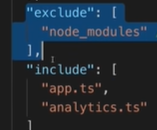 "exclude": [
"node_modules"
],
"include": [
"app.ts",
"analytics.ts"
]